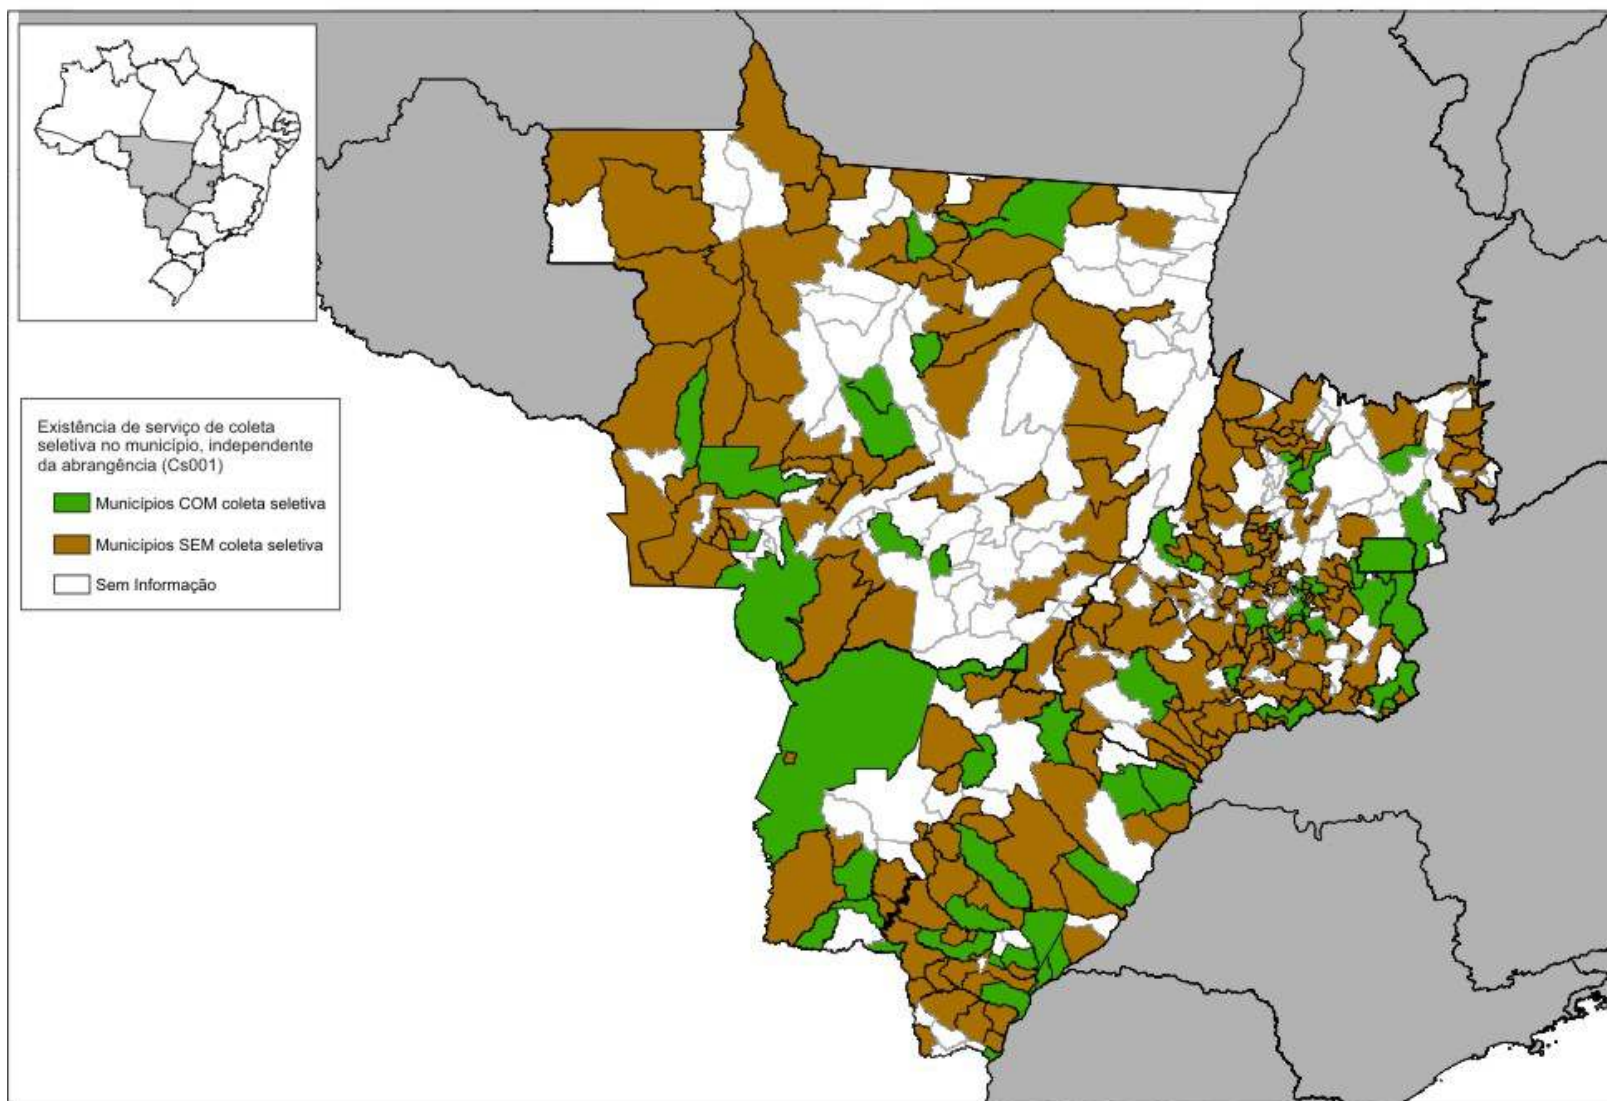 Existência de serviço de coleta
seletiva no município, independente
da abrangência (Cs001)
Municípios COM coleta seletiva
Municípios SEM coleta seletiva
Sem Informação